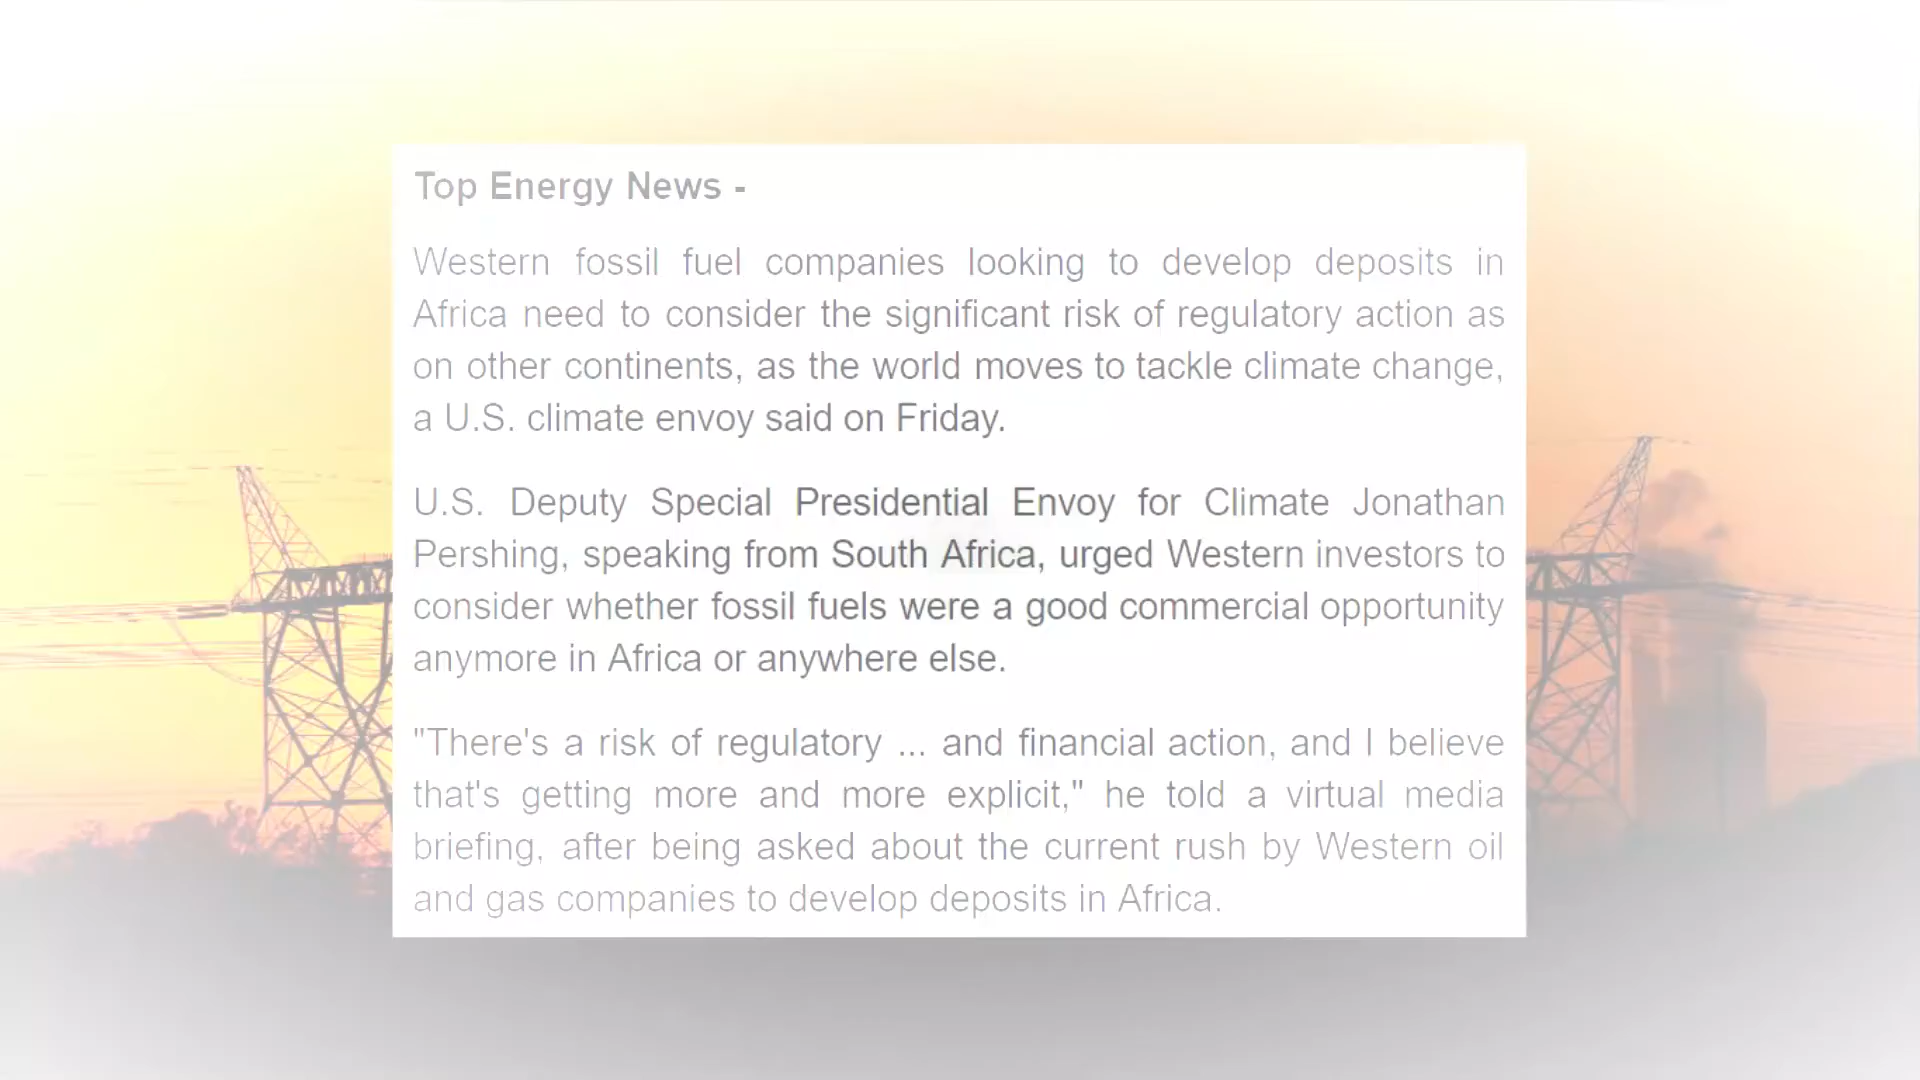 Top Energy News -
Western fossil fuel companies looking to develop deposits in
Africa need to consider the significant risk of regulatory action as
on other continents, as the world moves to tackle climate change,
a U.S. climate envoy said on Friday.
U.S. Deputy Special Presidential Envoy for Climate Jonathan
Pershing, speaking from South Africa, urged Western investors to
consider whether fossil fuels were a good commercial opportunity
anymore in Africa or anywhere else.
"There's a risk of regulatory ... and financial action, and I believe
that's getting more and more explicit," he told a virtual media
briefing, after being asked about the current rush by Western oil
and gas companies to develop deposits in Africa.